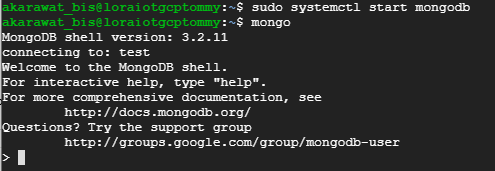 akarawat_bis@loraiotgcptommy:~$ sudo systemctl start mongodb
akarawat_bis@loraiotgcptommy:~$ mongo
MongoDB shell version: 3.2.11
connecting to: test
Welcome to the MongoDB shell.
For interactive help, type "help".
For more comprehensive documentation, see
http://docs.mongodb.org/
Questions? Try the support group
http://groups.google.com/group/mongodb-user
>